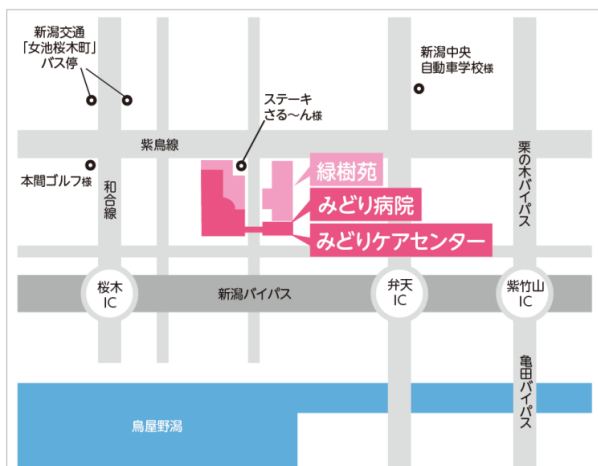 新潟交通
「女池桜木町」
バス停
新潟中央
自動車学校様
ステーキ
さる〜ん様
紫鳥線
本間ゴルフ様
和合線
緑樹苑
みどり病院
みどりケアセンター
栗の木バイパス
桜木
IC
新潟バイパス
弁天
IC
紫竹山
IC
亀田バイパス
鳥屋野潟